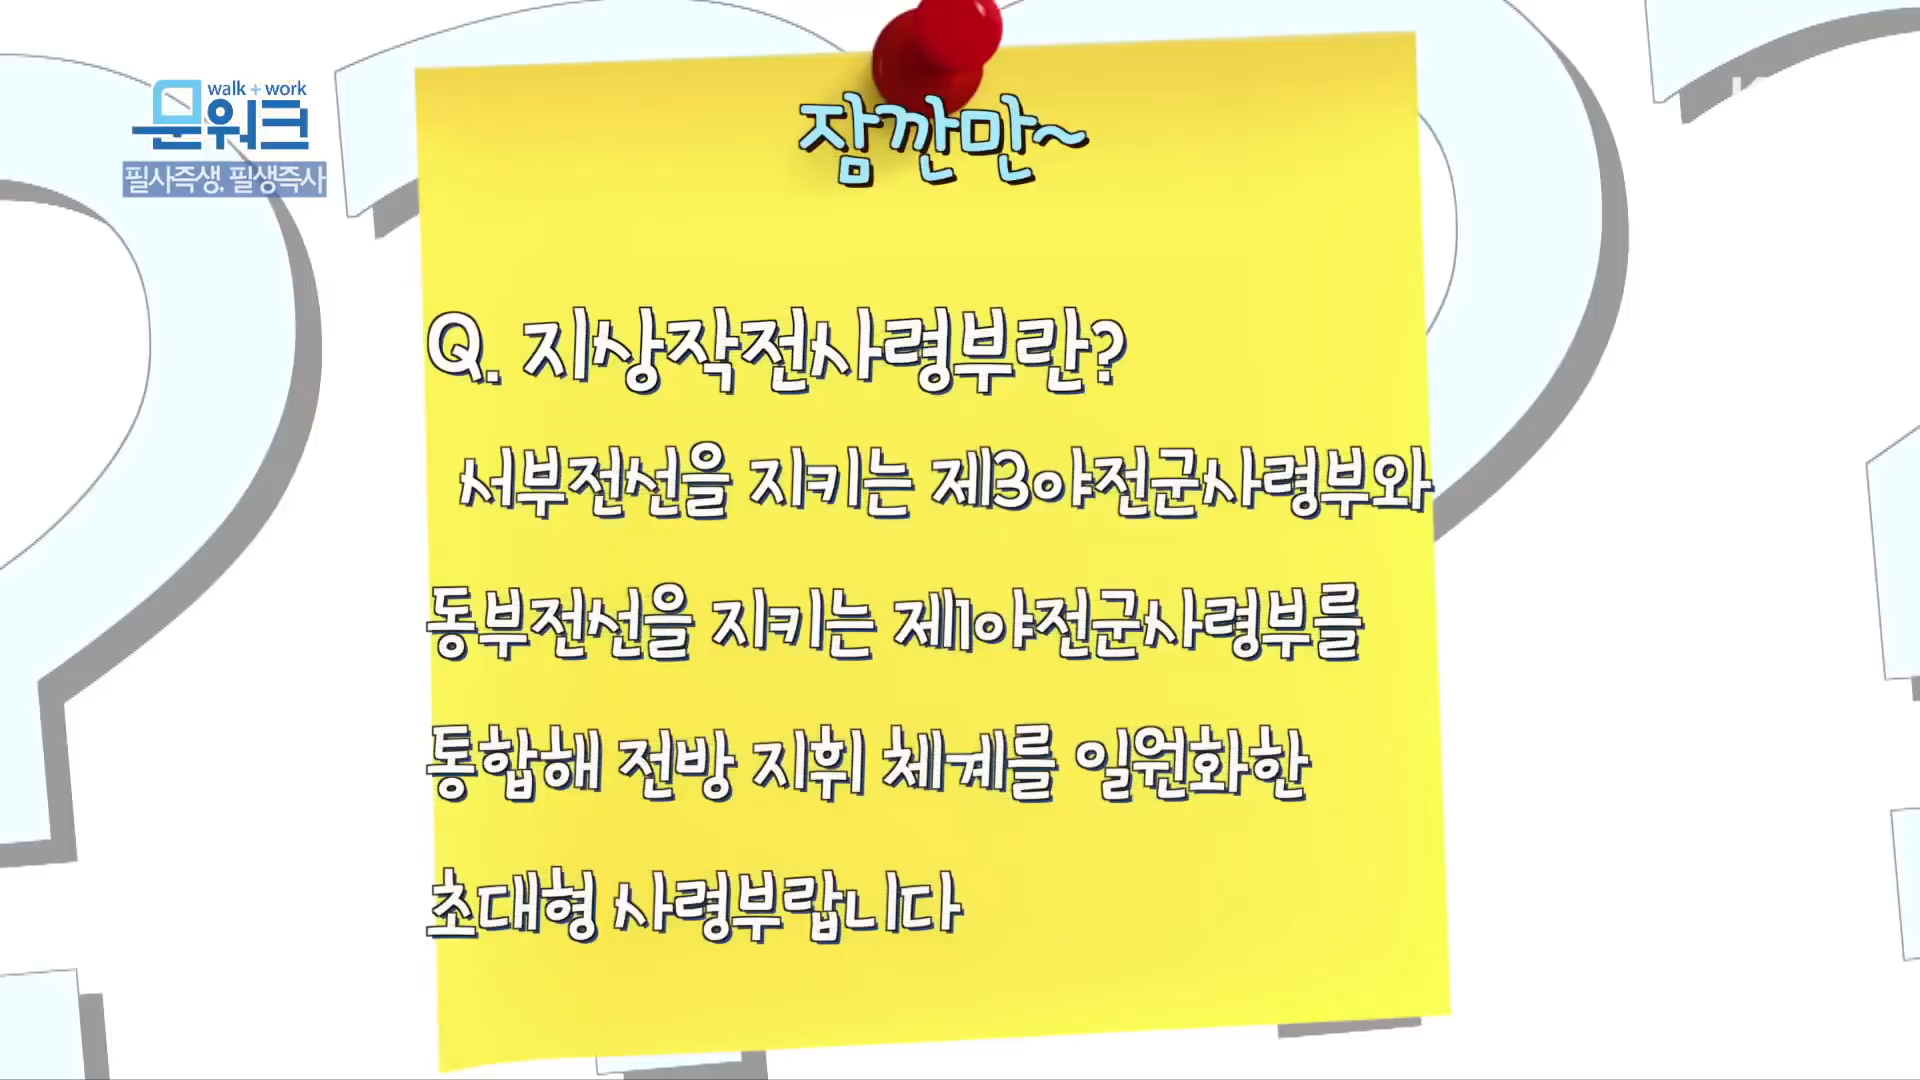 walk + work
문워크
필사즉생, 필생즉사
잠깐만~
Q. 지상작전사령부란?
서부전선을 지키는 제3야전군사령부와
동부전선을 지키는 제1야전군사령부를
통합해 전방 지휘 체계를 일원화한
초대형 사령부랍니다